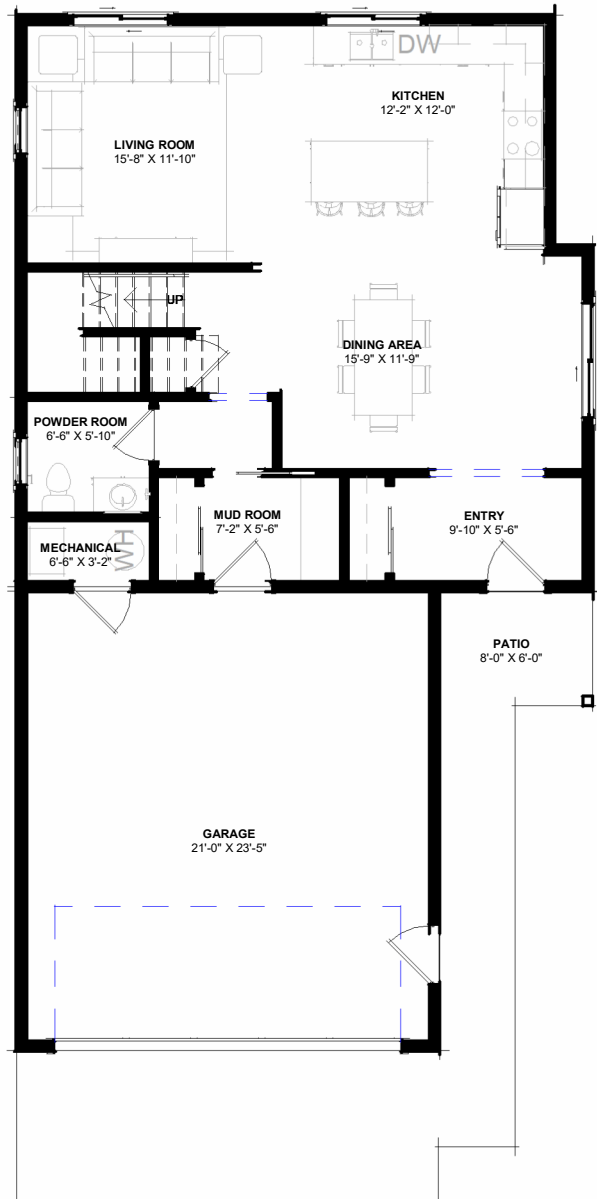 DW
KITCHEN
12'-2" X 12'-0"
LIVING ROOM
15'-8" X 11'-10"
UP
DINING AREA
15'-9" X 11'-9"
POWDER ROOM
6'-6" X 5'-10"
MUD ROOM
7'-2" X 5'-6"
ENTRY
9'-10" X 5'-6"
MECHANICAL
6'-6" X 3'-2"
WH
PATIO
8'-0" X 6'-0"
GARAGE
21'-0" X 23'-5"